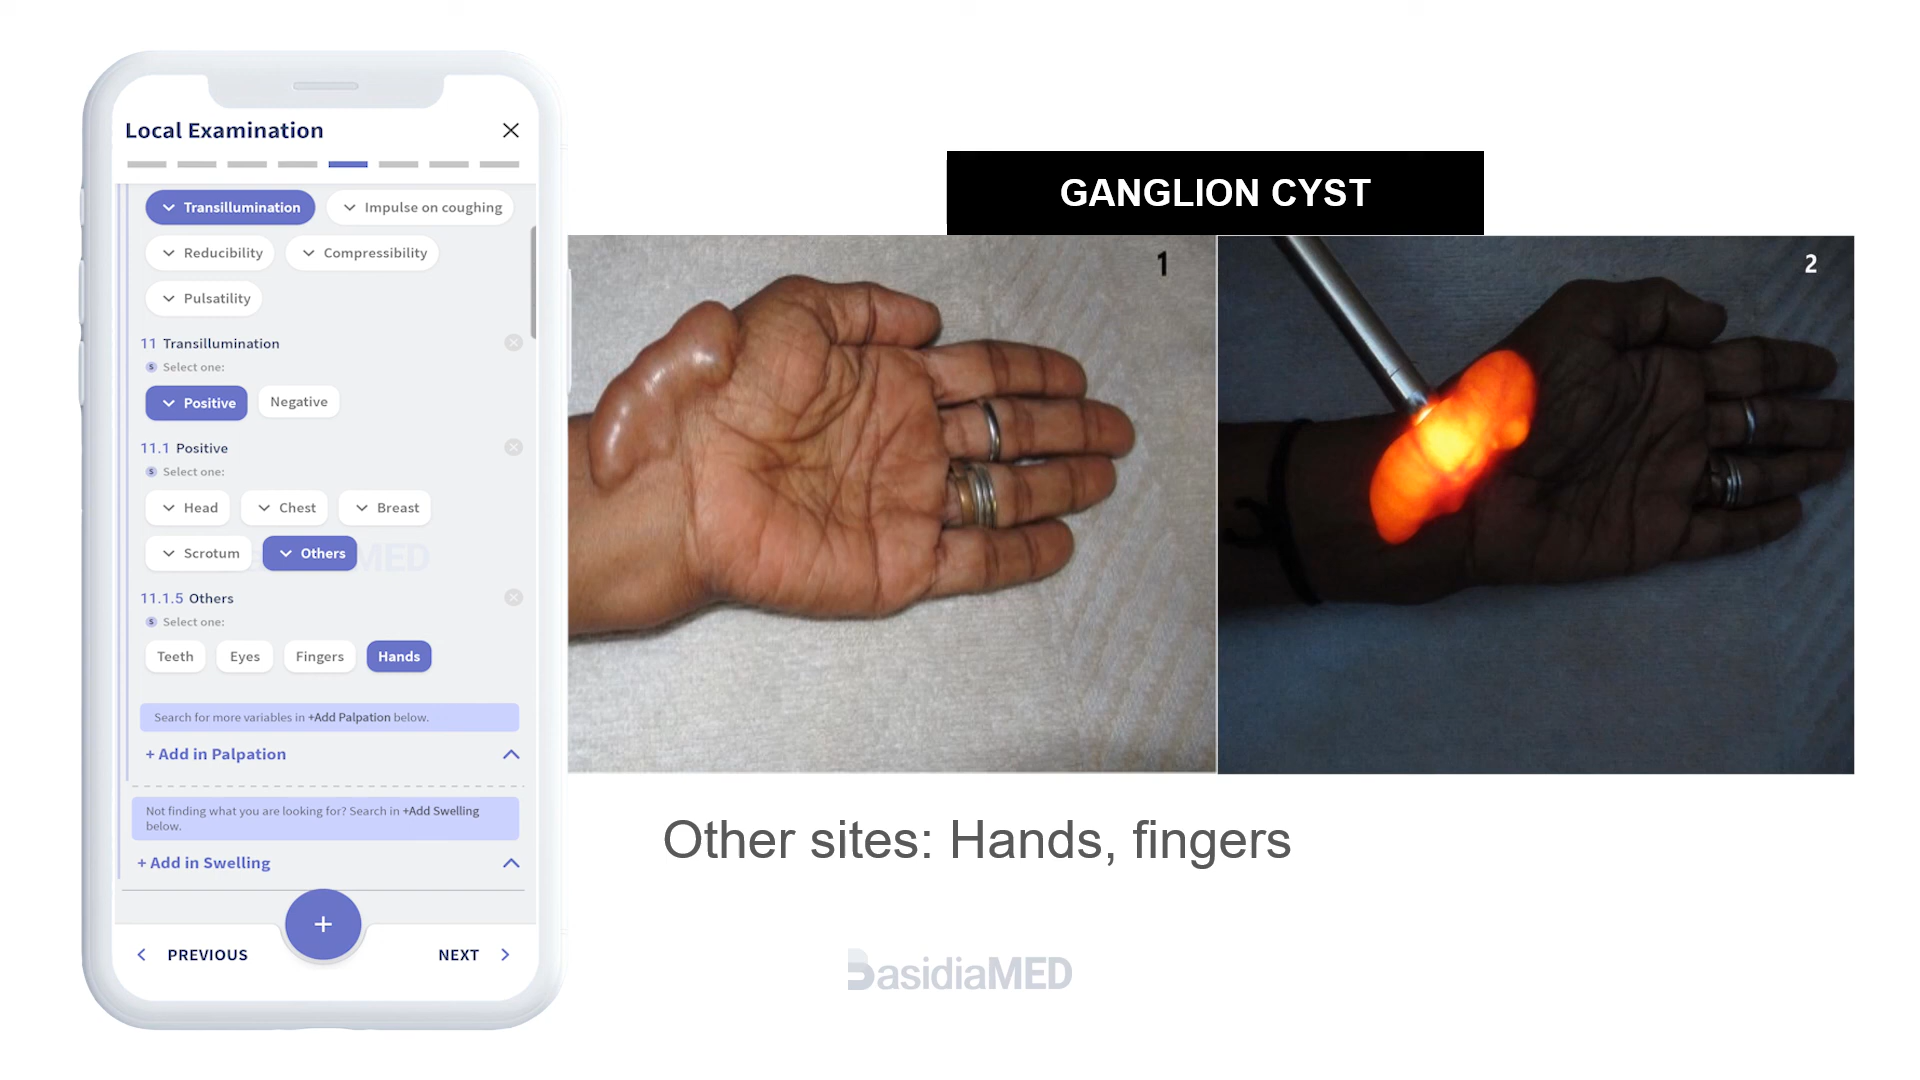 Local Examination
Transillumination
Impulse on coughing
Reducibility
Compressibility
Pulsatility
11 Transillumination
S Select one:
Positive
Negative
11.1 Positive
S Select one:
Head
Chest
Breast
Scrotum
Others
MED
11.1.5 Others
S Select one:
Teeth
Eyes
Fingers
Hands
Search for more variables in +Add Palpation below.
+ Add in Palpation
Not finding what you are looking for? Search in +Add Swelling
below.
+ Add in Swelling
+
PREVIOUS
NEXT
GANGLION CYST
1
2
Other sites: Hands, fingers
BasidiaMED